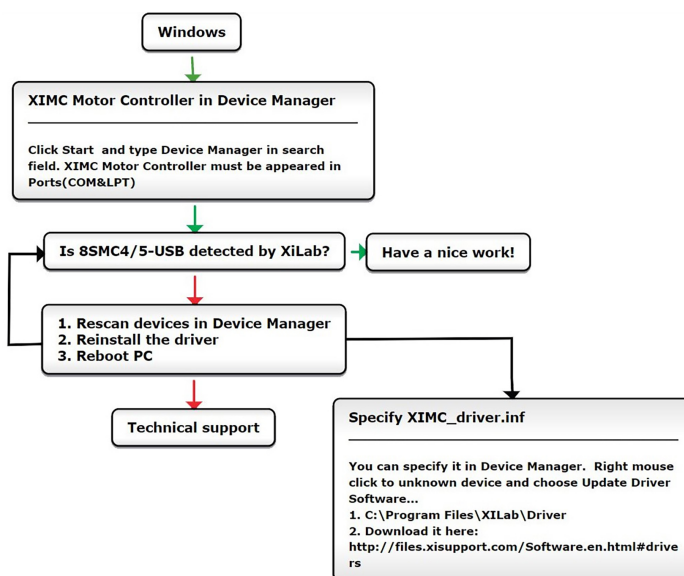 Windows
XIMC Motor Controller in Device Manager
Click Start and type Device Manager in search
field. XIMC Motor Controller must be appeared in
Ports(COM&LPT)
Is 8SMC4/5-USB detected by XiLab?
Have a nice work!
1. Rescan devices in Device Manager
2. Reinstall the driver
3. Reboot PC
Technical support
Specify XIMC_driver.inf
You can specify it in Device Manager. Right mouse
click to unknown device and choose Update Driver
Software...
1. C:\Program Files\XILab\Driver
2. Download it here:
http://files.xisupport.com/Software.en.html#drive
rs